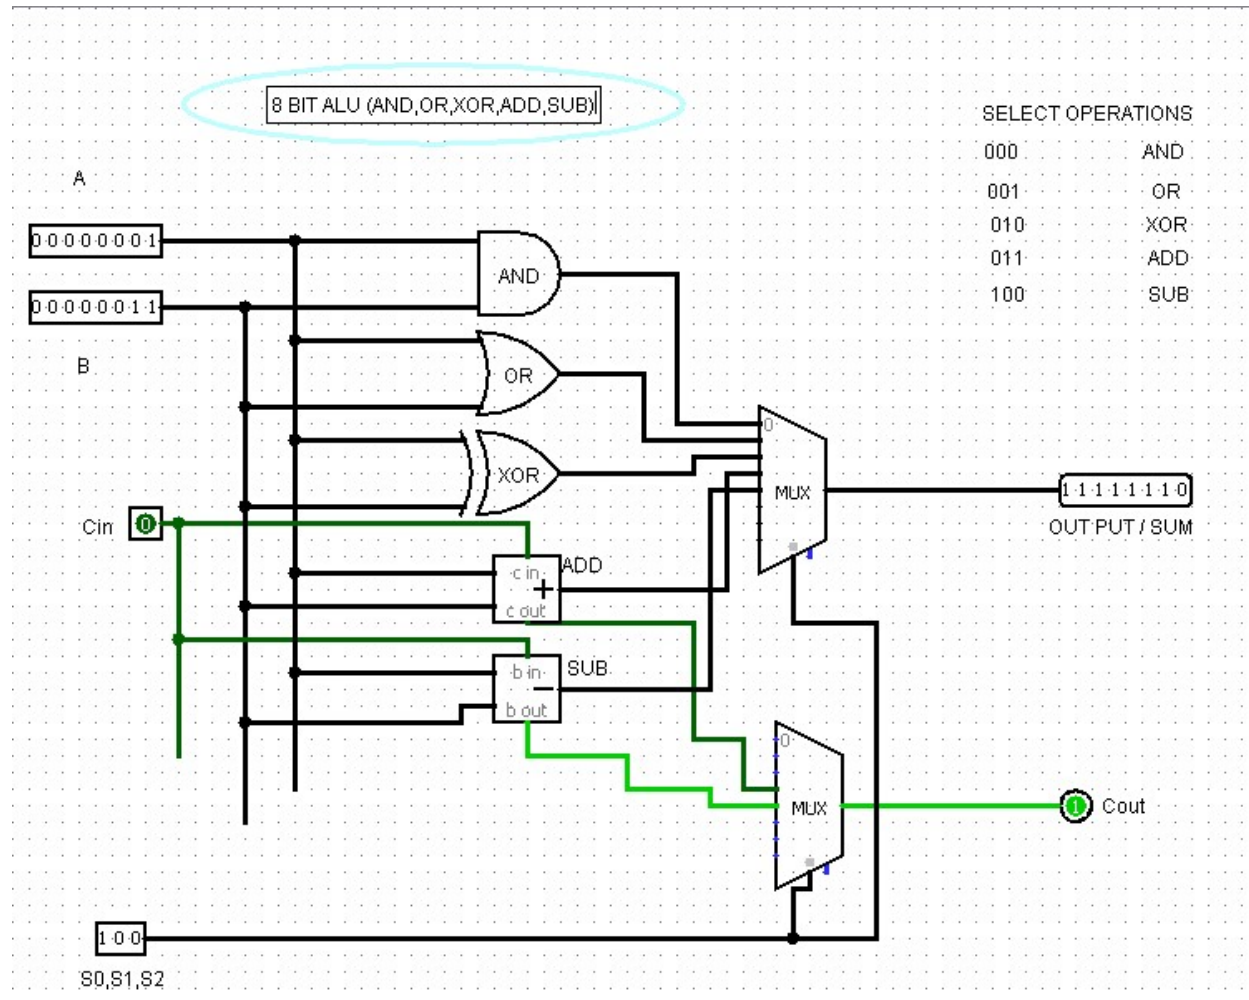 8 BIT ALU (AND,OR,XOR,ADD,SUB)
SELECT OPERATIONS
000 AND
001 OR
010 XOR
011 ADD
100 SUB
A
0 0 0 0 0 0 0 1
0 0 0 0 0 0 1 1
B
AND
OR
XOR
Cin
0
c in
+
c out
ADD
b in
−
b out
SUB
0
MUX
1 1 1 1 1 1 1 0
OUT PUT / SUM
0
MUX
1
Cout
1 0 0
S0,S1,S2